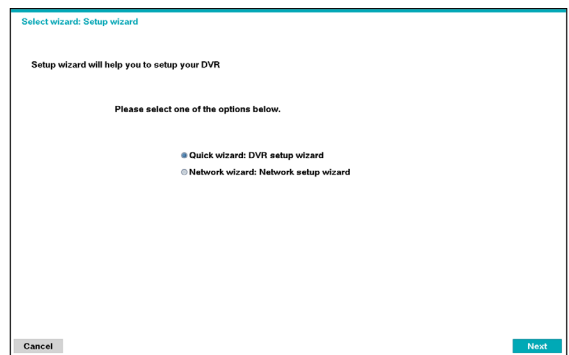 Select wizard: Setup wizard
Setup wizard will help you to setup your DVR
Please select one of the options below.
Quick wizard: DVR setup wizard
Network wizard: Network setup wizard
Cancel
Next